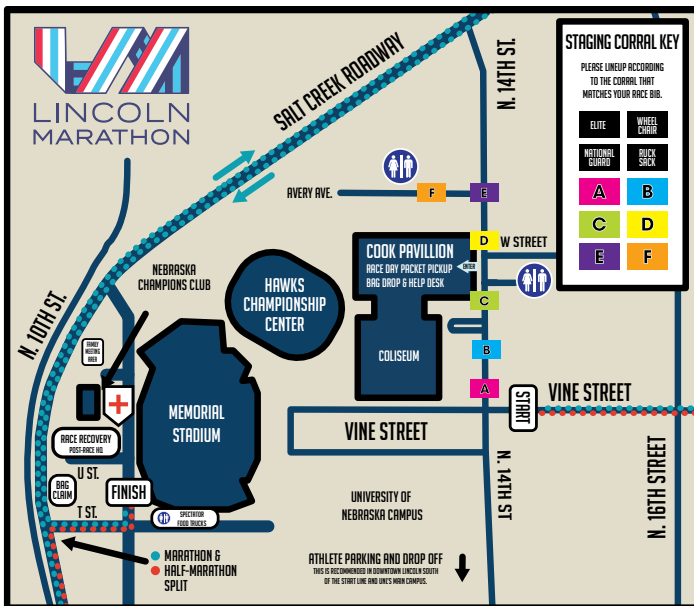 LINCOLN
MARATHON
SALT CREEK ROADWAY
N. 14TH ST.
STAGING CORRAL KEY
PLEASE LINEUP ACCORDING
TO THE CORRAL THAT
MATCHES YOUR RACE BIB.
ELITE
WHEEL
CHAIR
NATIONAL
GUARD
RUCK
SACK
A
B
C
D
E
F
AVERY AVE.
F
E
D
W STREET
COOK PAVILLION
RACE DAY PACKET PICKUP
BAG DROP & HELP DESK
ENTER
C
COLISEUM
B
A
NEBRASKA
CHAMPIONS CLUB
HAWKS
CHAMPIONSHIP
CENTER
N. 10TH ST.
FAMILY
MEETING
AREA
MEMORIAL
STADIUM
START
VINE STREET
VINE STREET
RACE RECOVERY
POST-RACE HQ
U ST.
BAG
CLAIM
FINISH
T ST.
SPECTATOR
FOOD TRUCKS
N. 14TH ST
N. 16TH STREET
UNIVERSITY OF
NEBRASKA CAMPUS
MARATHON &
HALF-MARATHON
SPLIT
ATHLETE PARKING AND DROP OFF
THIS IS RECOMMENDED IN DOWNTOWN LINCOLN SOUTH
OF THE START LINE AND UNL'S MAIN CAMPUS.